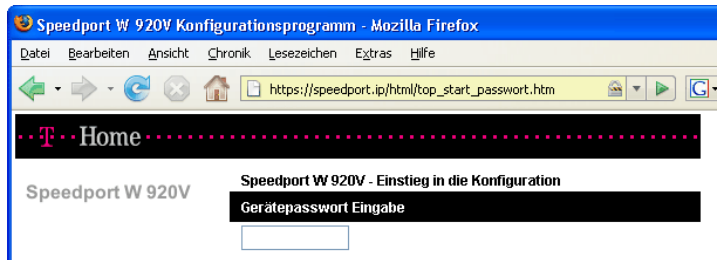 Speedport W 920V Konfigurationsprogramm - Mozilla Firefox
Datei Bearbeiten Ansicht Chronik Lesezeichen Extras Hilfe
https://speedport.ip/html/top_start_passwort.htm G
T Home
Speedport W 920V
Speedport W 920V - Einstieg in die Konfiguration
Gerätepasswort Eingabe